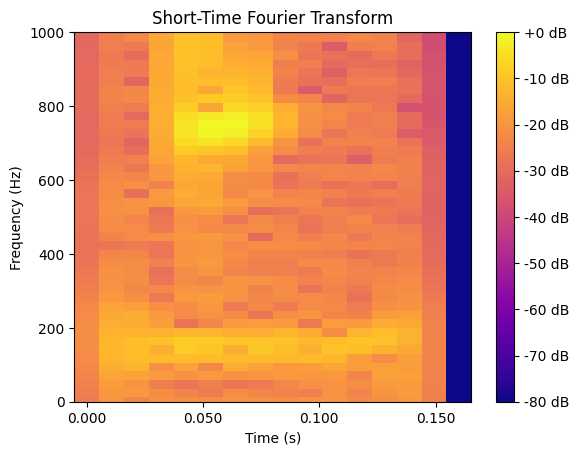 Short-Time Fourier Transform
1000
800
600
400
200
0
Frequency (Hz)
0.000
0.050
0.100
0.150
Time (s)
+0 dB
-10 dB
-20 dB
-30 dB
-40 dB
-50 dB
-60 dB
-70 dB
-80 dB